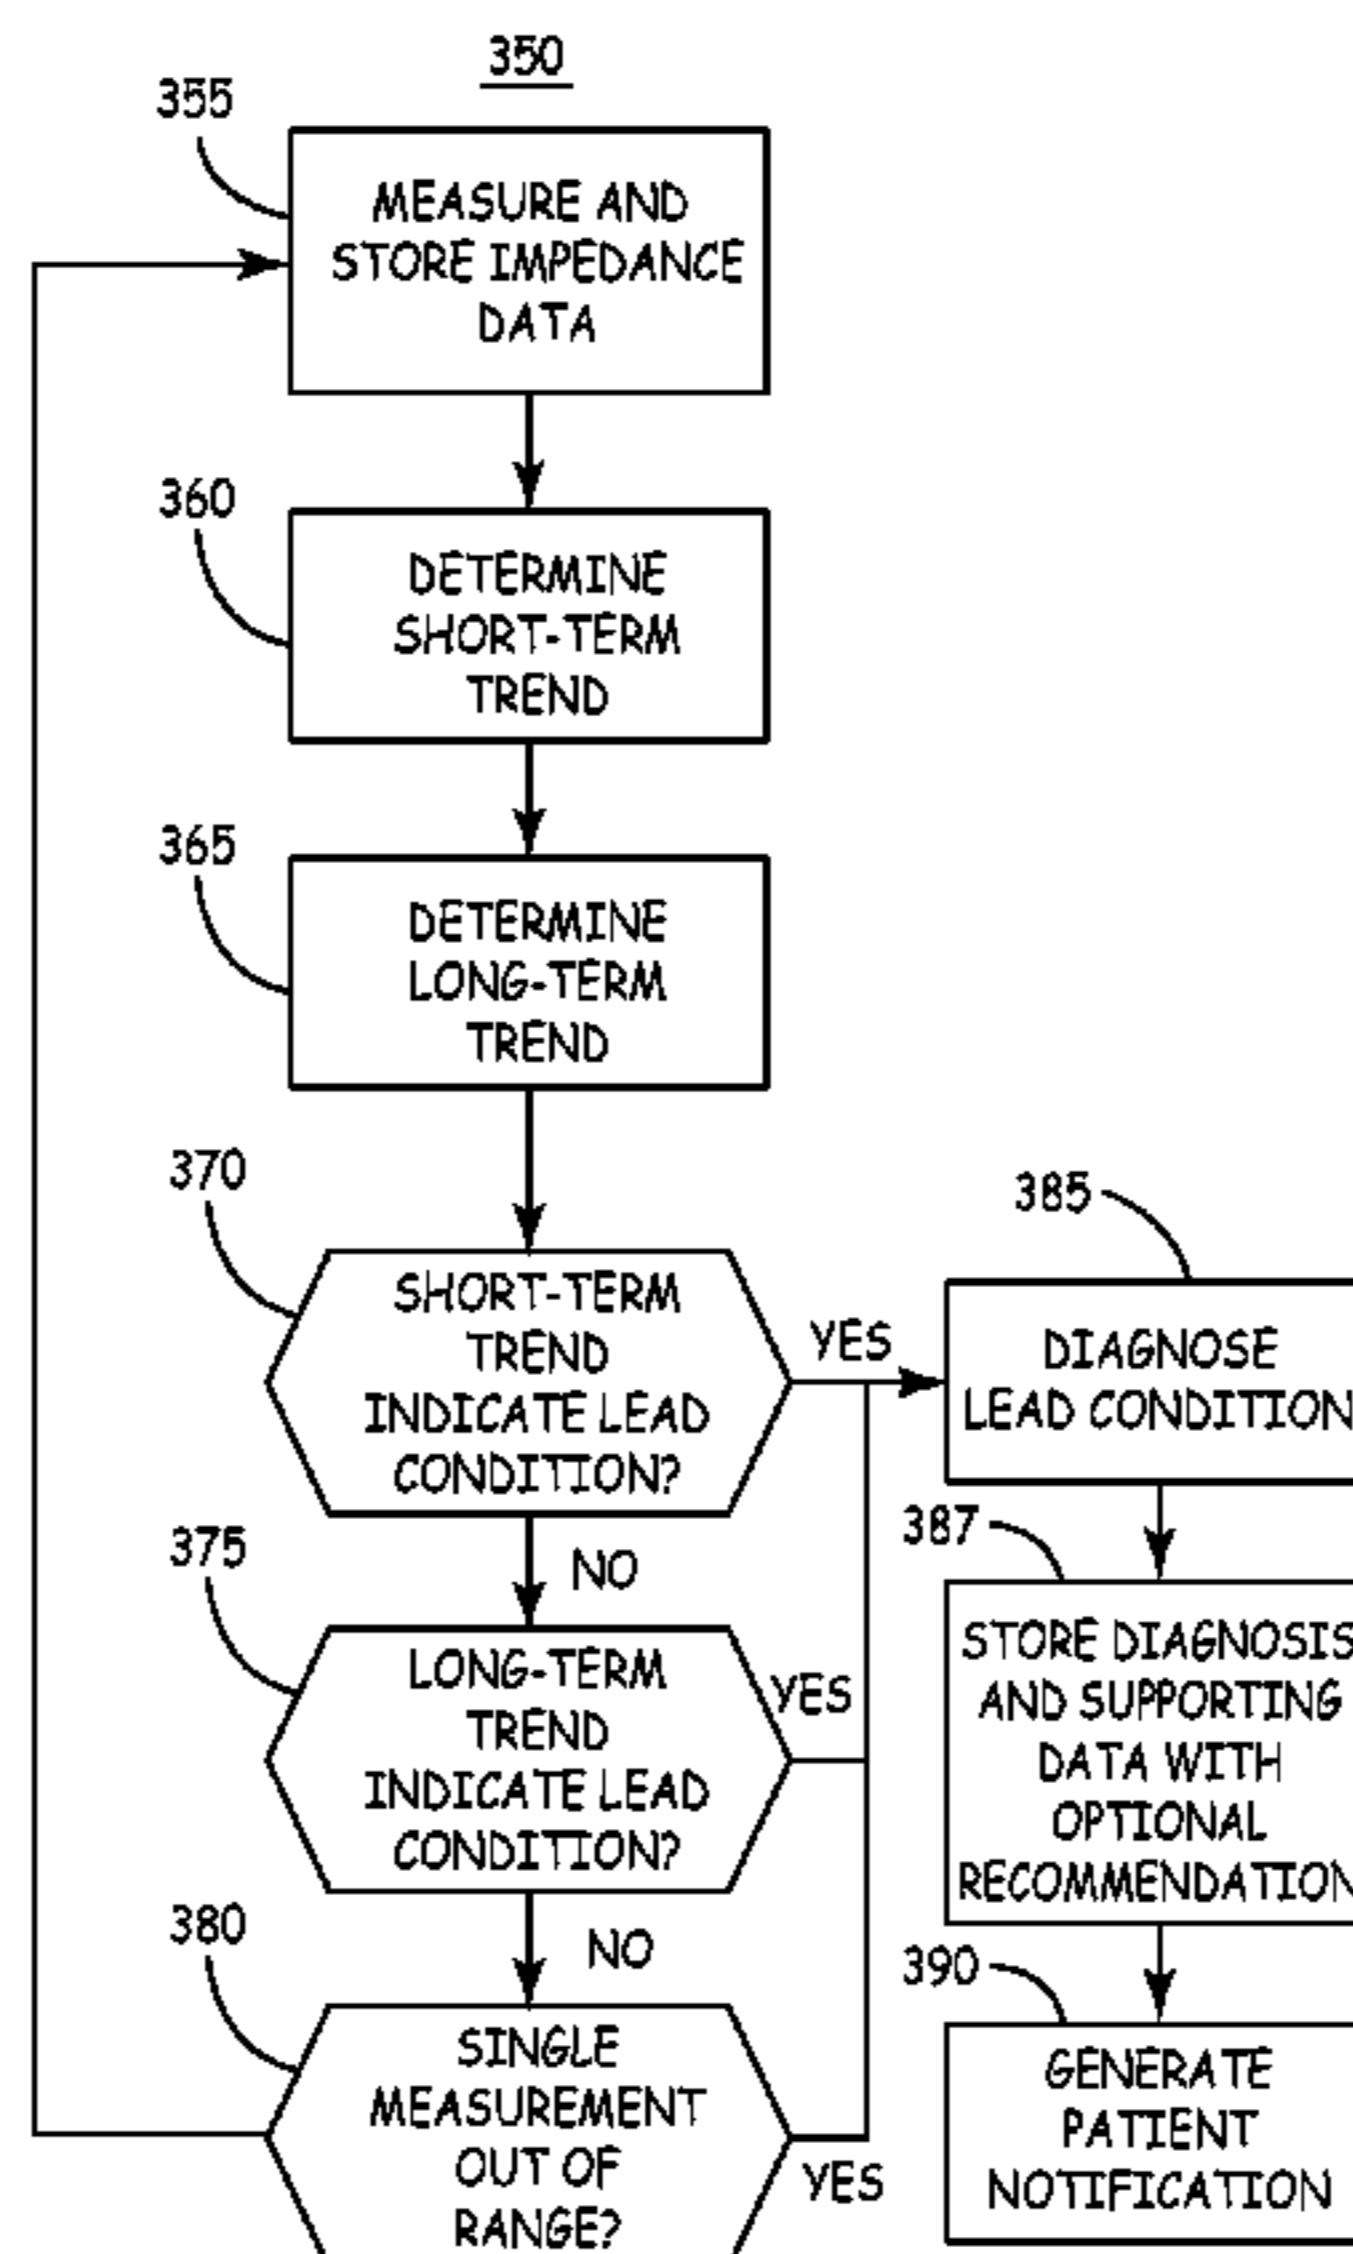 350
355
MEASURE AND
STORE IMPEDANCE
DATA
360
DETERMINE
SHORT-TERM
TREND
365
DETERMINE
LONG-TERM
TREND
370
SHORT-TERM
TREND
INDICATE LEAD
CONDITION?
YES
385
DIAGNOSE
LEAD CONDITION
NO
375
LONG-TERM
TREND
INDICATE LEAD
CONDITION?
YES
387
STORE DIAGNOSIS
AND SUPPORTING
DATA WITH
OPTIONAL
RECOMMENDATION
NO
380
SINGLE
MEASUREMENT
OUT OF
RANGE?
YES
390
GENERATE
PATIENT
NOTIFICATION